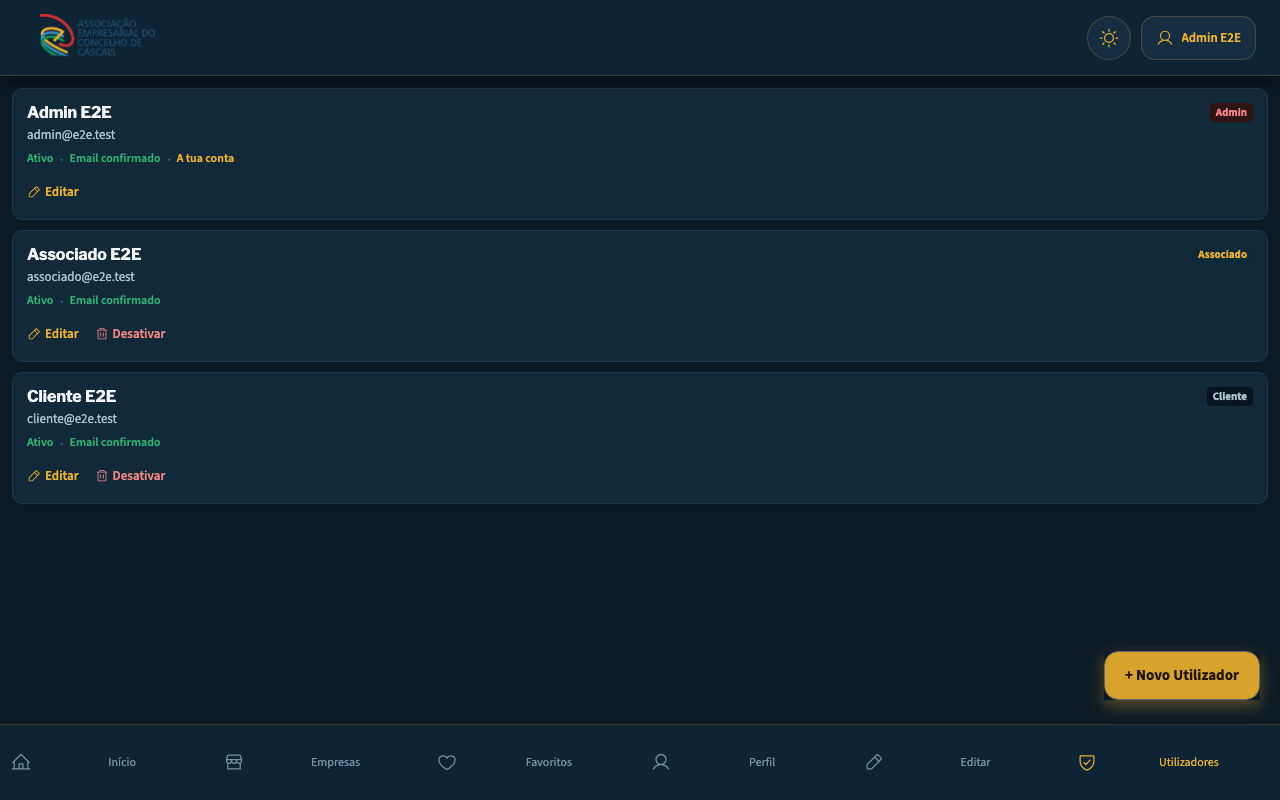 ASSOCIAÇÃO
EMPRESARIAL DO
CONCELHO DE
CASCAIS
Admin E2E
Admin E2E
Admin
admin@e2e.test
Ativo · Email confirmado · A tua conta
Editar
Associado E2E
Associado
associado@e2e.test
Ativo · Email confirmado
Editar
Desativar
Cliente E2E
Cliente
cliente@e2e.test
Ativo · Email confirmado
Editar
Desativar
+ Novo Utilizador
Início
Empresas
Favoritos
Perfil
Editar
Utilizadores